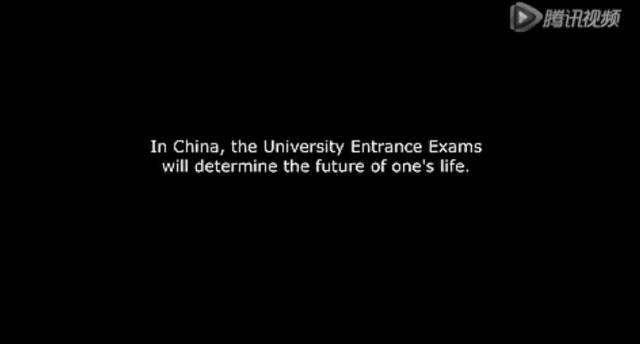 腾讯视频
In China, the University Entrance Exams
will determine the future of one's life.